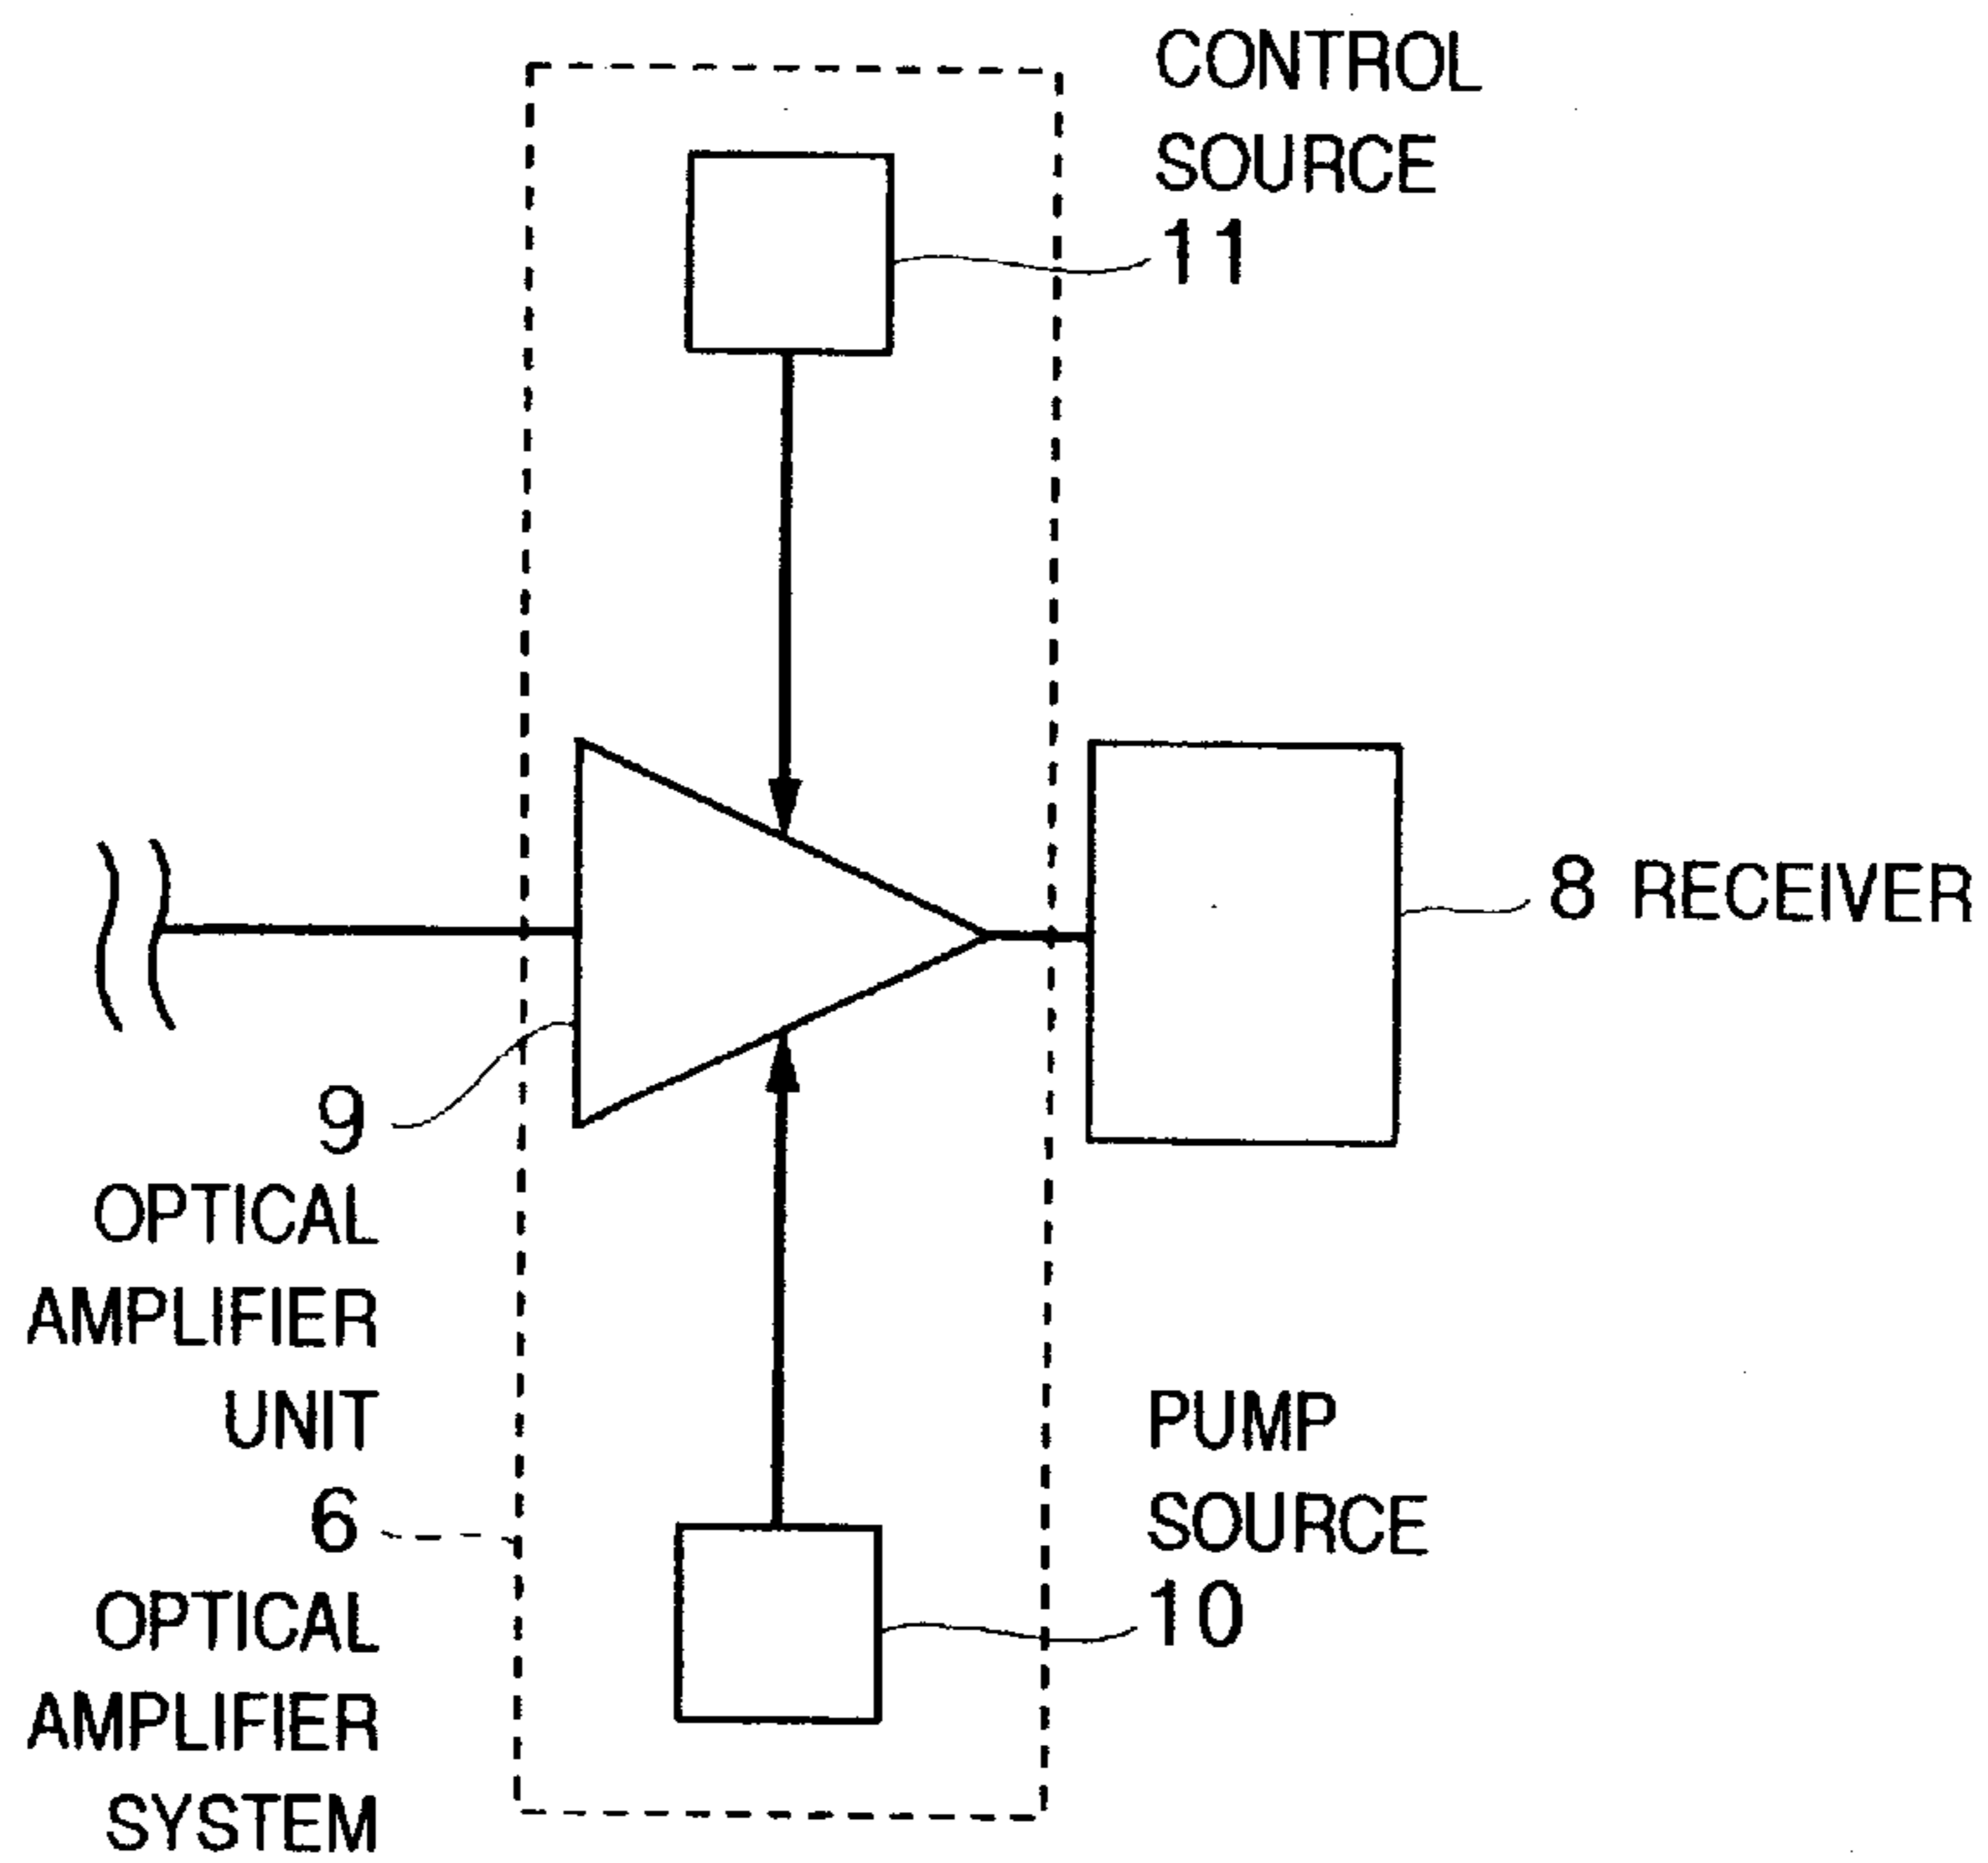 CONTROL
SOURCE
11
8 RECEIVER
9
OPTICAL
AMPLIFIER
UNIT
6
OPTICAL
AMPLIFIER
SYSTEM
PUMP
SOURCE
10